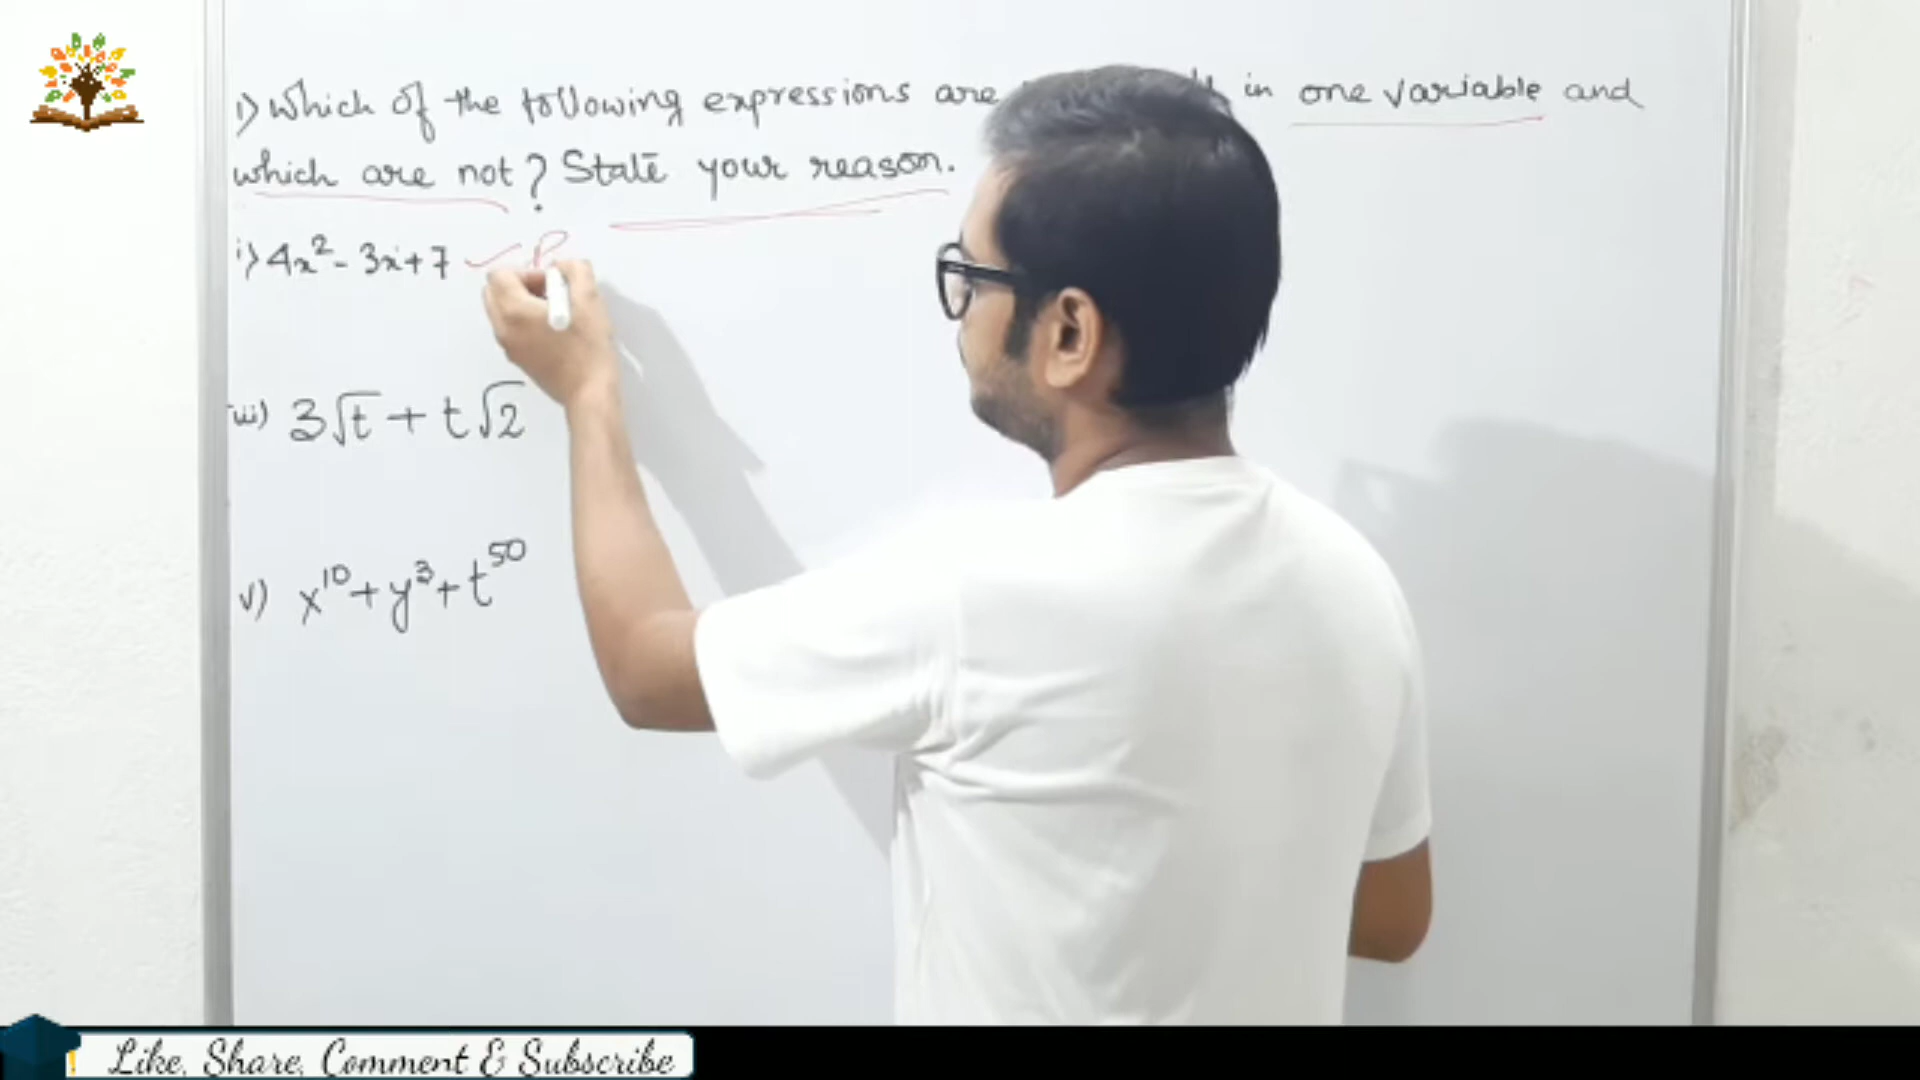 1) Which of the following expressions are in one variable and
which are not? State your reason.
i) 4x² - 3x + 7 ✓ P
iii) 3√t + t√2
v) x¹⁰ + y³ + t⁵⁰
Like, Share, Comment & Subscribe